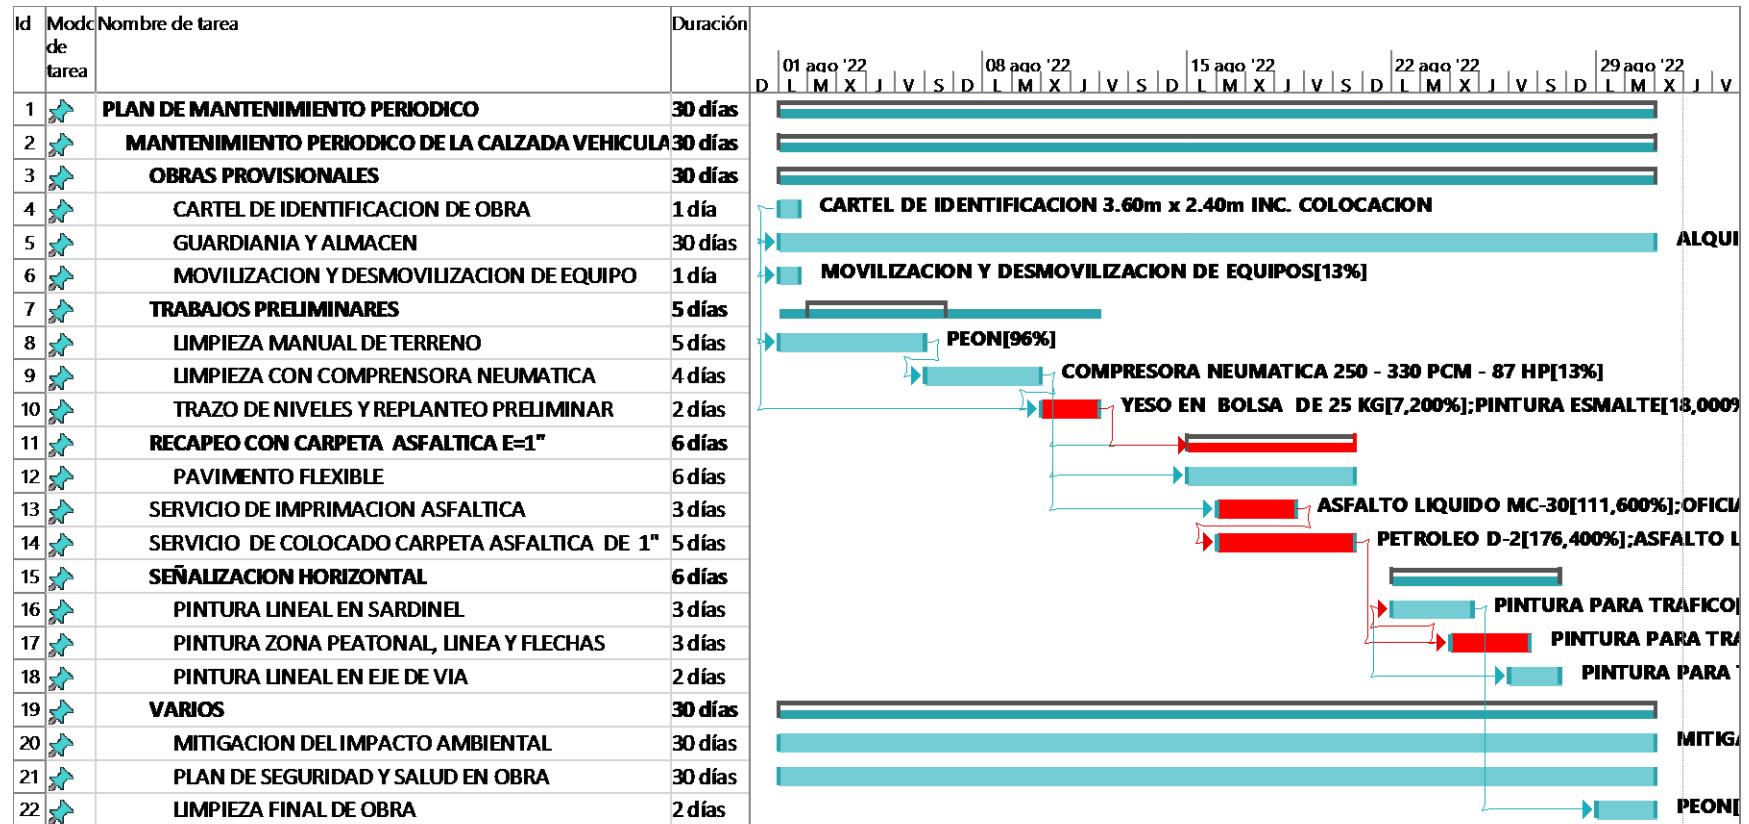 Id Modo Nombre de tarea Duración
de
tarea
01 ago '22 08 ago '22 15 ago '22 22 ago '22 29 ago '22
D L M X J V S D L M X J V S D L M X J V S D L M X J V S D L M X J V
1 PLAN DE MANTENIMIENTO PERIODICO 30 días
2 MANTENIMIENTO PERIODICO DE LA CALZADA VEHICULA 30 días
3 OBRAS PROVISIONALES 30 días
4 CARTEL DE IDENTIFICACION DE OBRA 1 día CARTEL DE IDENTIFICACION 3.60m x 2.40m INC. COLOCACION
5 GUARDIANIA Y ALMACEN 30 días ALQUI
6 MOVILIZACION Y DESMOVILIZACION DE EQUIPO 1 día MOVILIZACION Y DESMOVILIZACION DE EQUIPOS[13%]
7 TRABAJOS PRELIMINARES 5 días
8 LIMPIEZA MANUAL DE TERRENO 5 días PEON[96%]
9 LIMPIEZA CON COMPRENSORA NEUMATICA 4 días COMPRESORA NEUMATICA 250 - 330 PCM - 87 HP[13%]
10 TRAZO DE NIVELES Y REPLANTEO PRELIMINAR 2 días YESO EN BOLSA DE 25 KG[7,200%];PINTURA ESMALTE[18,000%
11 RECAPEO CON CARPETA ASFALTICA E=1" 6 días
12 PAVIMENTO FLEXIBLE 6 días
13 SERVICIO DE IMPRIMACION ASFALTICA 3 días ASFALTO LIQUIDO MC-30[111,600%];OFICIA
14 SERVICIO DE COLOCADO CARPETA ASFALTICA DE 1" 5 días PETROLEO D-2[176,400%];ASFALTO L
15 SEÑALIZACION HORIZONTAL 6 días
16 PINTURA LINEAL EN SARDINEL 3 días PINTURA PARA TRAFICO[
17 PINTURA ZONA PEATONAL, LINEA Y FLECHAS 3 días PINTURA PARA TRA
18 PINTURA LINEAL EN EJE DE VIA 2 días PINTURA PARA T
19 VARIOS 30 días
20 MITIGACION DEL IMPACTO AMBIENTAL 30 días MITIGA
21 PLAN DE SEGURIDAD Y SALUD EN OBRA 30 días
22 LIMPIEZA FINAL DE OBRA 2 días PEON[